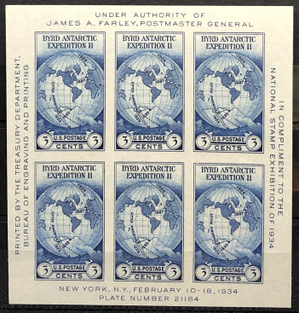 UNDER AUTHORITY OF
JAMES A. FARLEY, POSTMASTER GENERAL
PRINTED BY THE TREASURY DEPARTMENT,
BUREAU OF ENGRAVING AND PRINTING
BYRD ANTARCTIC
EXPEDITION II
U.S. POSTAGE
3 CENTS 3
BYRD ANTARCTIC
EXPEDITION II
U.S. POSTAGE
3 CENTS 3
BYRD ANTARCTIC
EXPEDITION II
U.S. POSTAGE
3 CENTS 3
BYRD ANTARCTIC
EXPEDITION II
U.S. POSTAGE
3 CENTS 3
BYRD ANTARCTIC
EXPEDITION II
U.S. POSTAGE
3 CENTS 3
BYRD ANTARCTIC
EXPEDITION II
U.S. POSTAGE
3 CENTS 3
IN COMPLIMENT TO THE
NATIONAL STAMP EXHIBITION OF 1934
NEW YORK, N.Y., FEBRUARY 10-18, 1934
PLATE NUMBER 21184